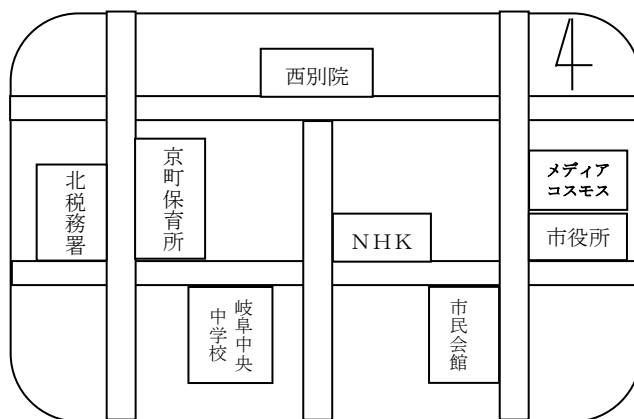 西別院
北税務署
京町保育所
NHK
メディア
コスモス
市役所
岐阜中央
中学校
市民会館